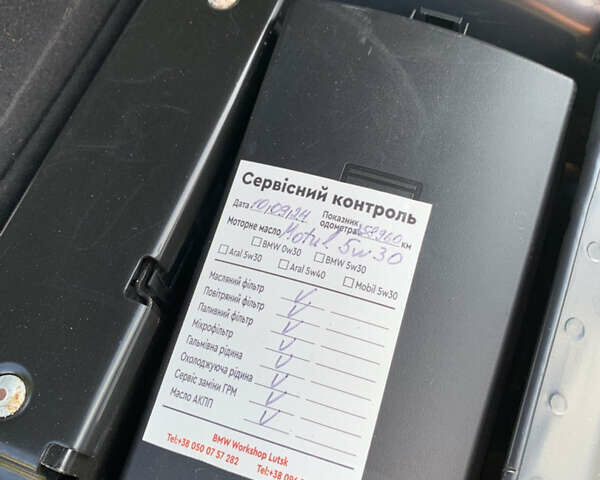 Сервісний контроль
Дата 10,09,24 Показник одометра км
Моторне масло Motul 5w30
BMW 0w30 BMW 5w30
Aral 5w30 Aral 5w40 Mobil 5w30
Масляний фільтр V
Повітряний фільтр V
Паливний фільтр V
Мікрофільтр V
Гальмівна рідина V
Охолоджуюча рідина V
Сервіс заміни ГРМ V
Масло АКПП V
BMW Workshop Lutsk
Tel:+38 050 07 57 282 Tel:+38